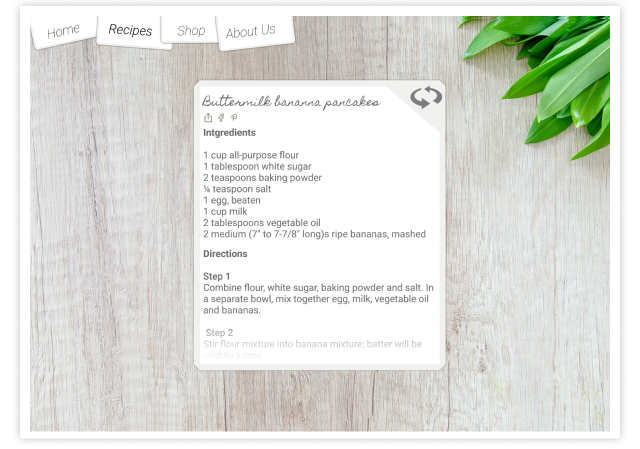 Home
Recipes
Shop
About Us
Buttermilk bananna pancakes
Intgredients
1 cup all-purpose flour
1 tablespoon white sugar
2 teaspoons baking powder
¼ teaspoon salt
1 egg, beaten
1 cup milk
2 tablespoons vegetable oil
2 medium (7" to 7-7/8" long)s ripe bananas, mashed
Directions
Step 1
Combine flour, white sugar, baking powder and salt. In
a separate bowl, mix together egg, milk, vegetable oil
and bananas.
Step 2
Stir flour mixture into banana mixture; batter will be
slightly lumpy.